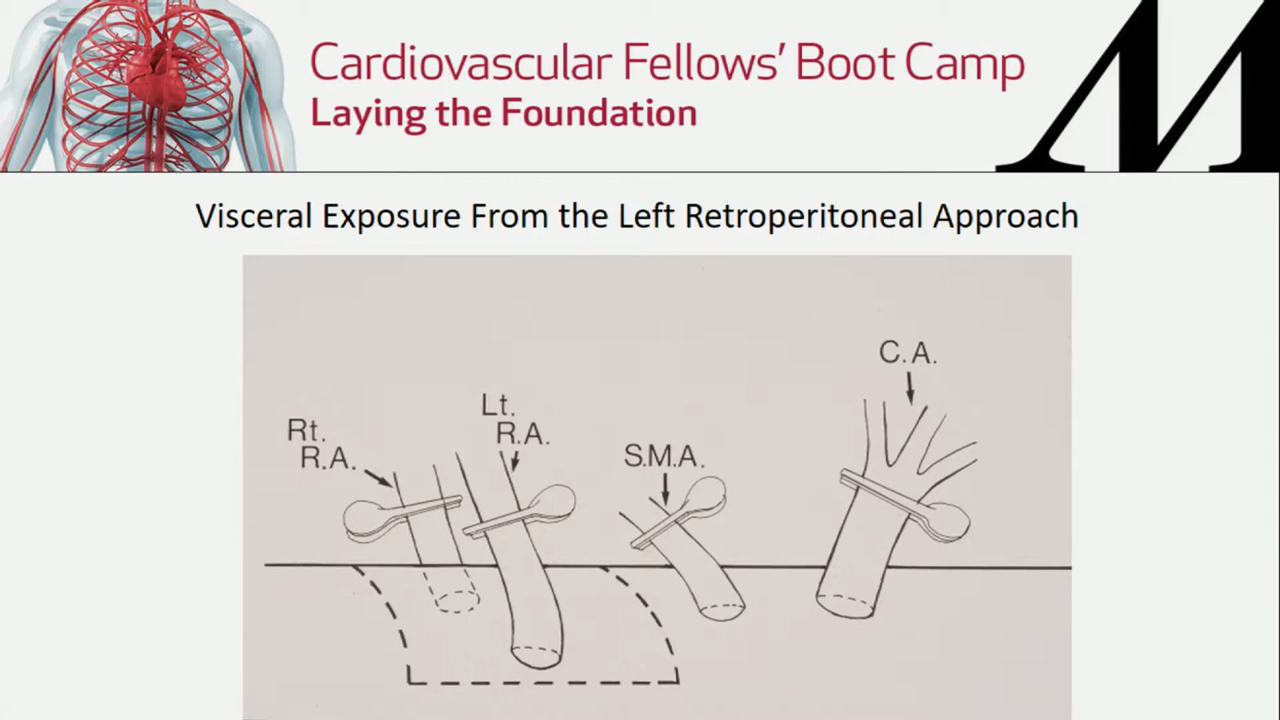 Cardiovascular Fellows' Boot Camp
Laying the Foundation
M
Visceral Exposure From the Left Retroperitoneal Approach
C.A.
Lt.
R.A.
Rt.
R.A.
S.M.A.